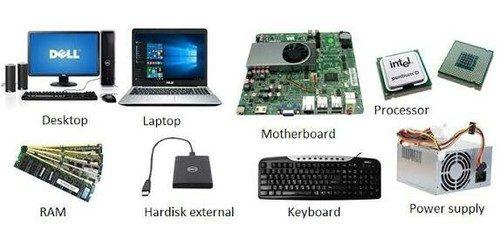 DELL
Desktop
Laptop
Motherboard
intel
pentium D
Processor
RAM
Hardisk external
Keyboard
Power supply